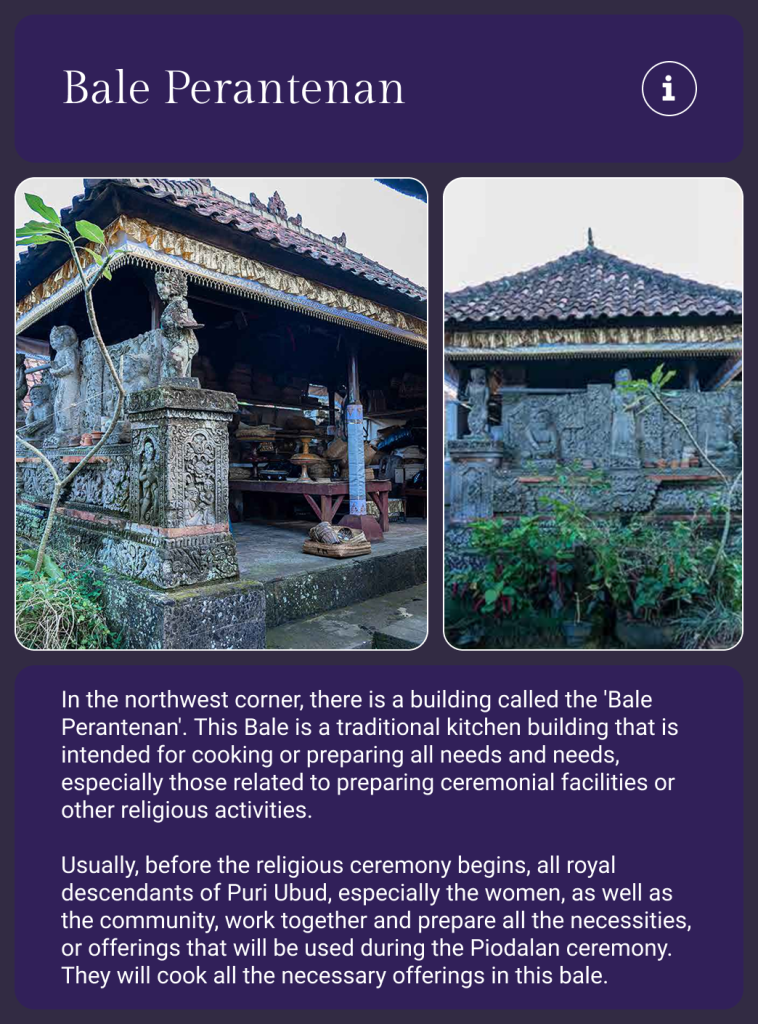 Bale Perantenan
i
In the northwest corner, there is a building called the 'Bale
Perantenan'. This Bale is a traditional kitchen building that is
intended for cooking or preparing all needs and needs,
especially those related to preparing ceremonial facilities or
other religious activities.
Usually, before the religious ceremony begins, all royal
descendants of Puri Ubud, especially the women, as well as
the community, work together and prepare all the necessities,
or offerings that will be used during the Piodalan ceremony.
They will cook all the necessary offerings in this bale.